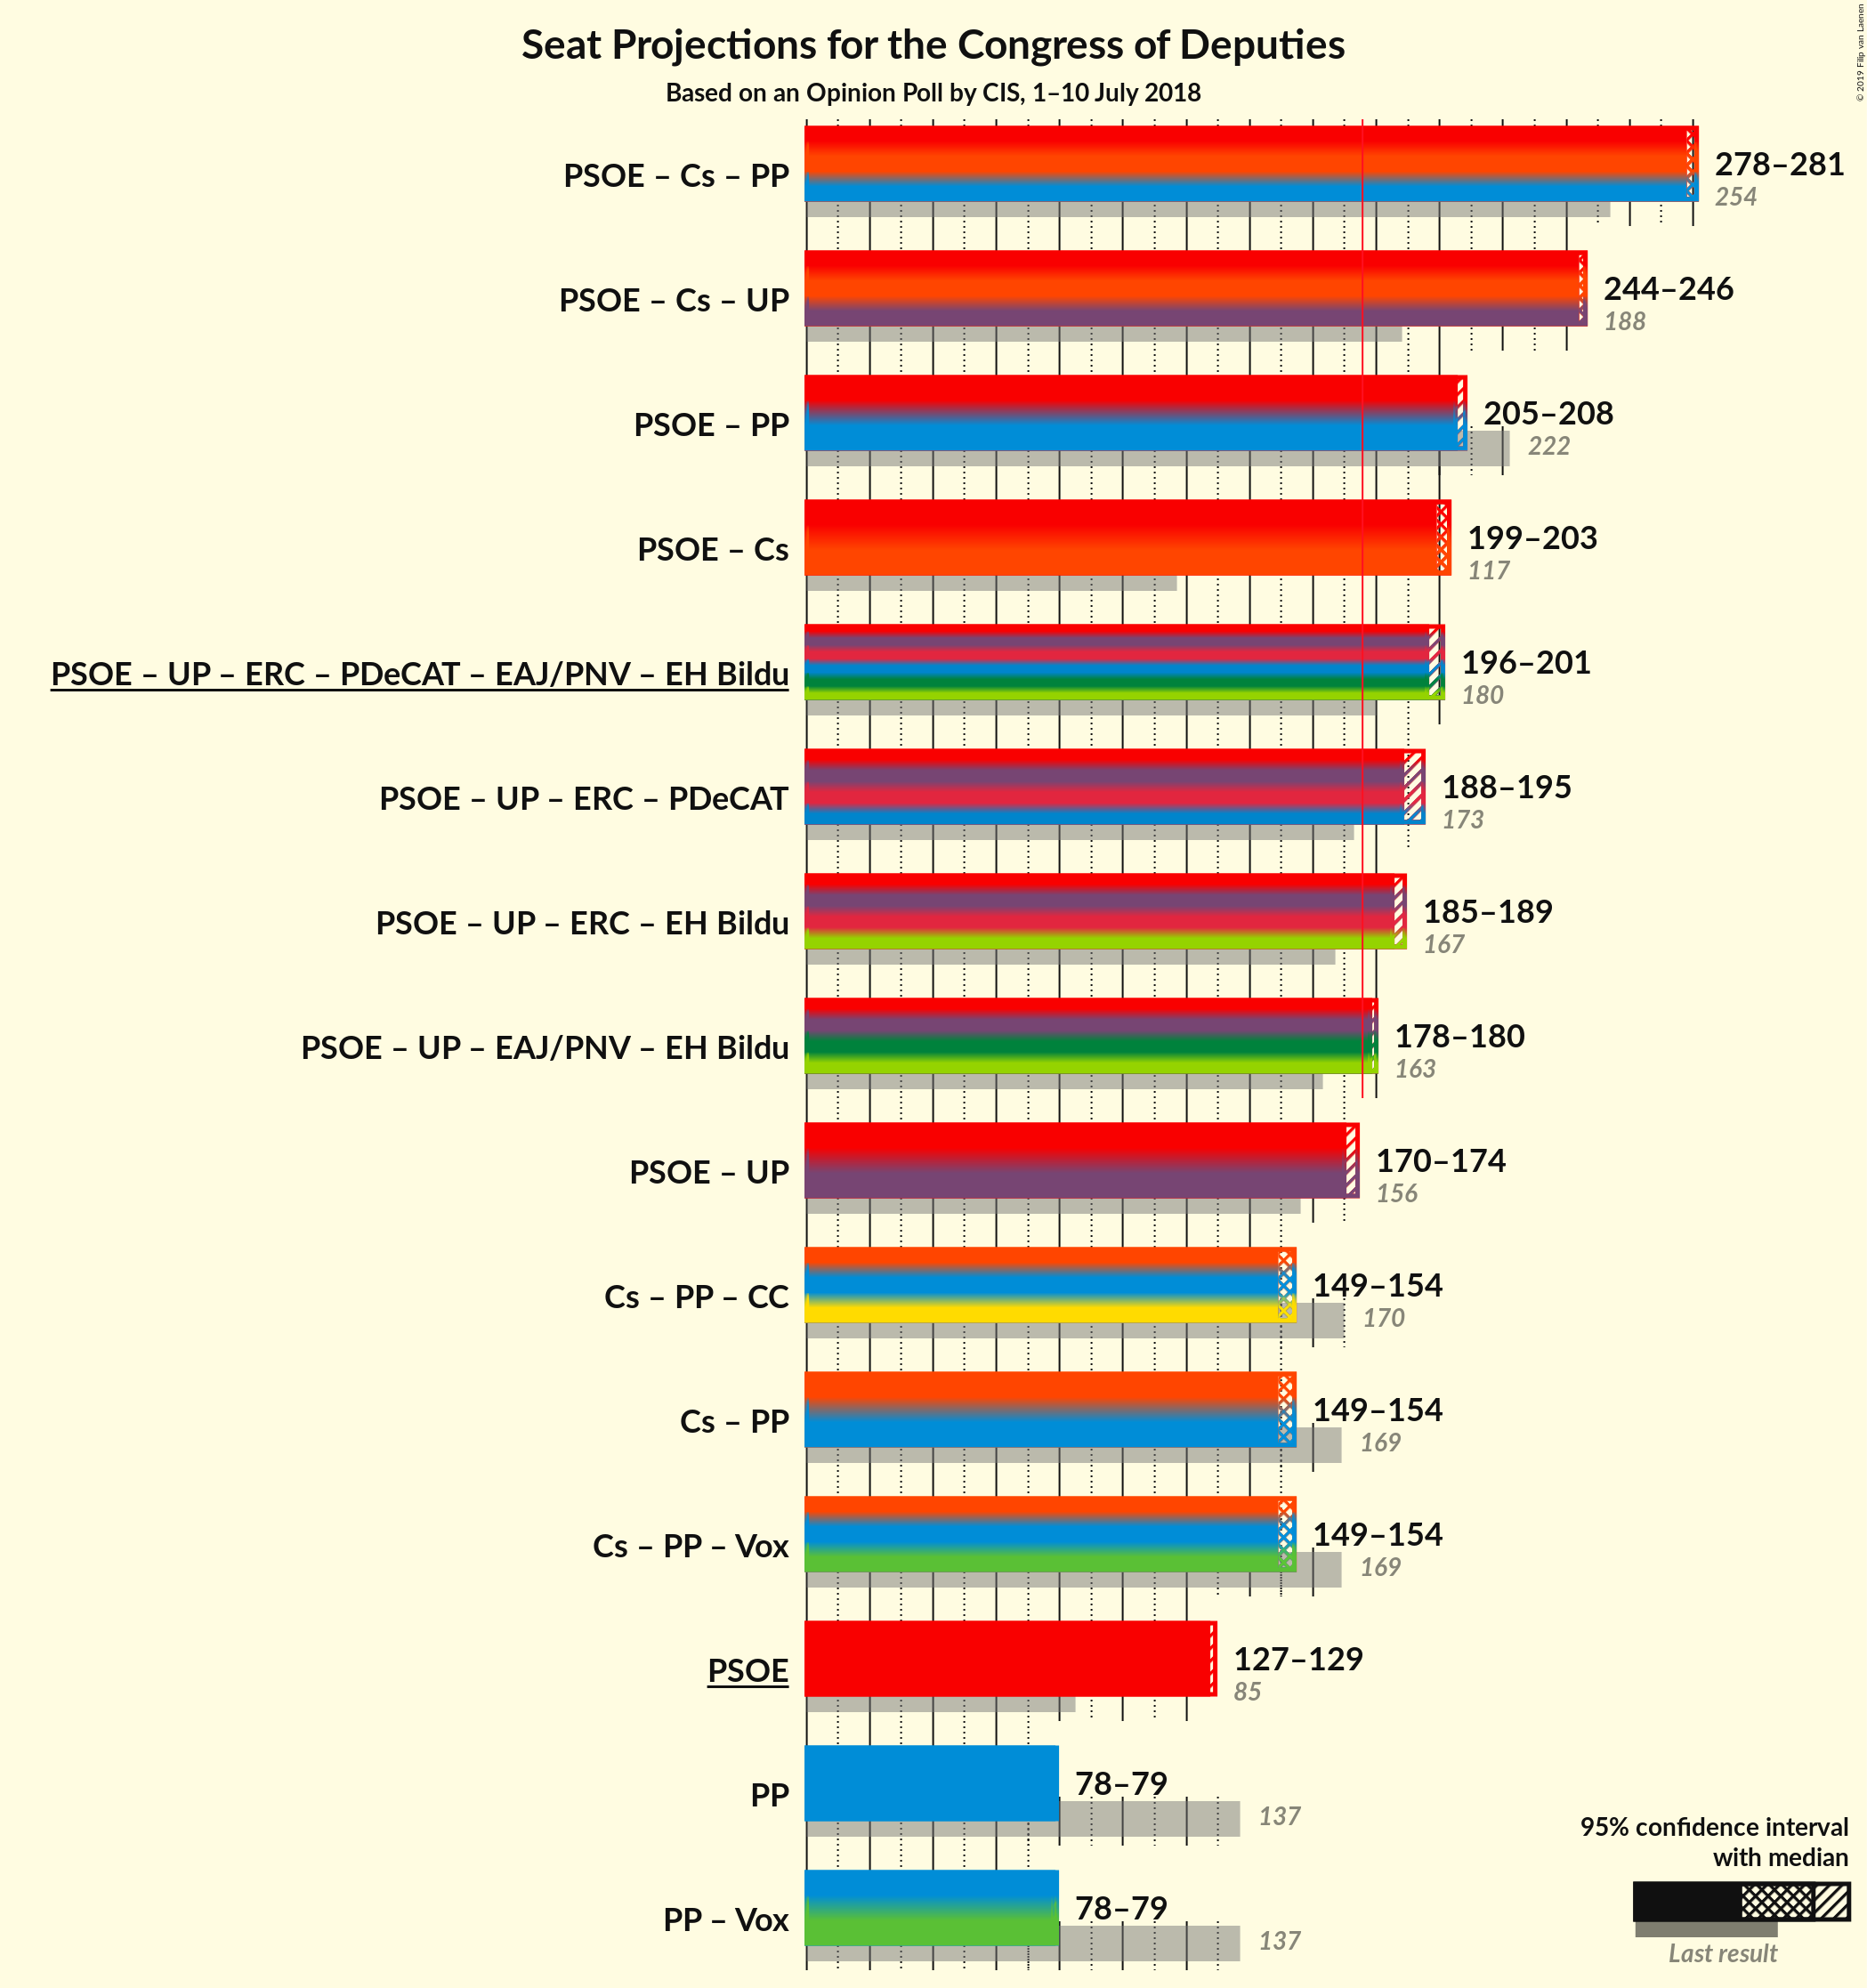 Seat Projections for the Congress of Deputies
Based on an Opinion Poll by CIS, 1–10 July 2018
© 2019 Filip van Laenen
PSOE – Cs – PP
278–281
254
PSOE – Cs – UP
244–246
188
PSOE – PP
205–208
222
PSOE – Cs
199–203
117
PSOE – UP – ERC – PDeCAT – EAJ/PNV – EH Bildu
196–201
180
PSOE – UP – ERC – PDeCAT
188–195
173
PSOE – UP – ERC – EH Bildu
185–189
167
PSOE – UP – EAJ/PNV – EH Bildu
178–180
163
PSOE – UP
170–174
156
Cs – PP – CC
149–154
170
Cs – PP
149–154
169
Cs – PP – Vox
149–154
169
PSOE
127–129
85
PP
78–79
137
PP – Vox
78–79
137
95% confidence interval
with median
Last result